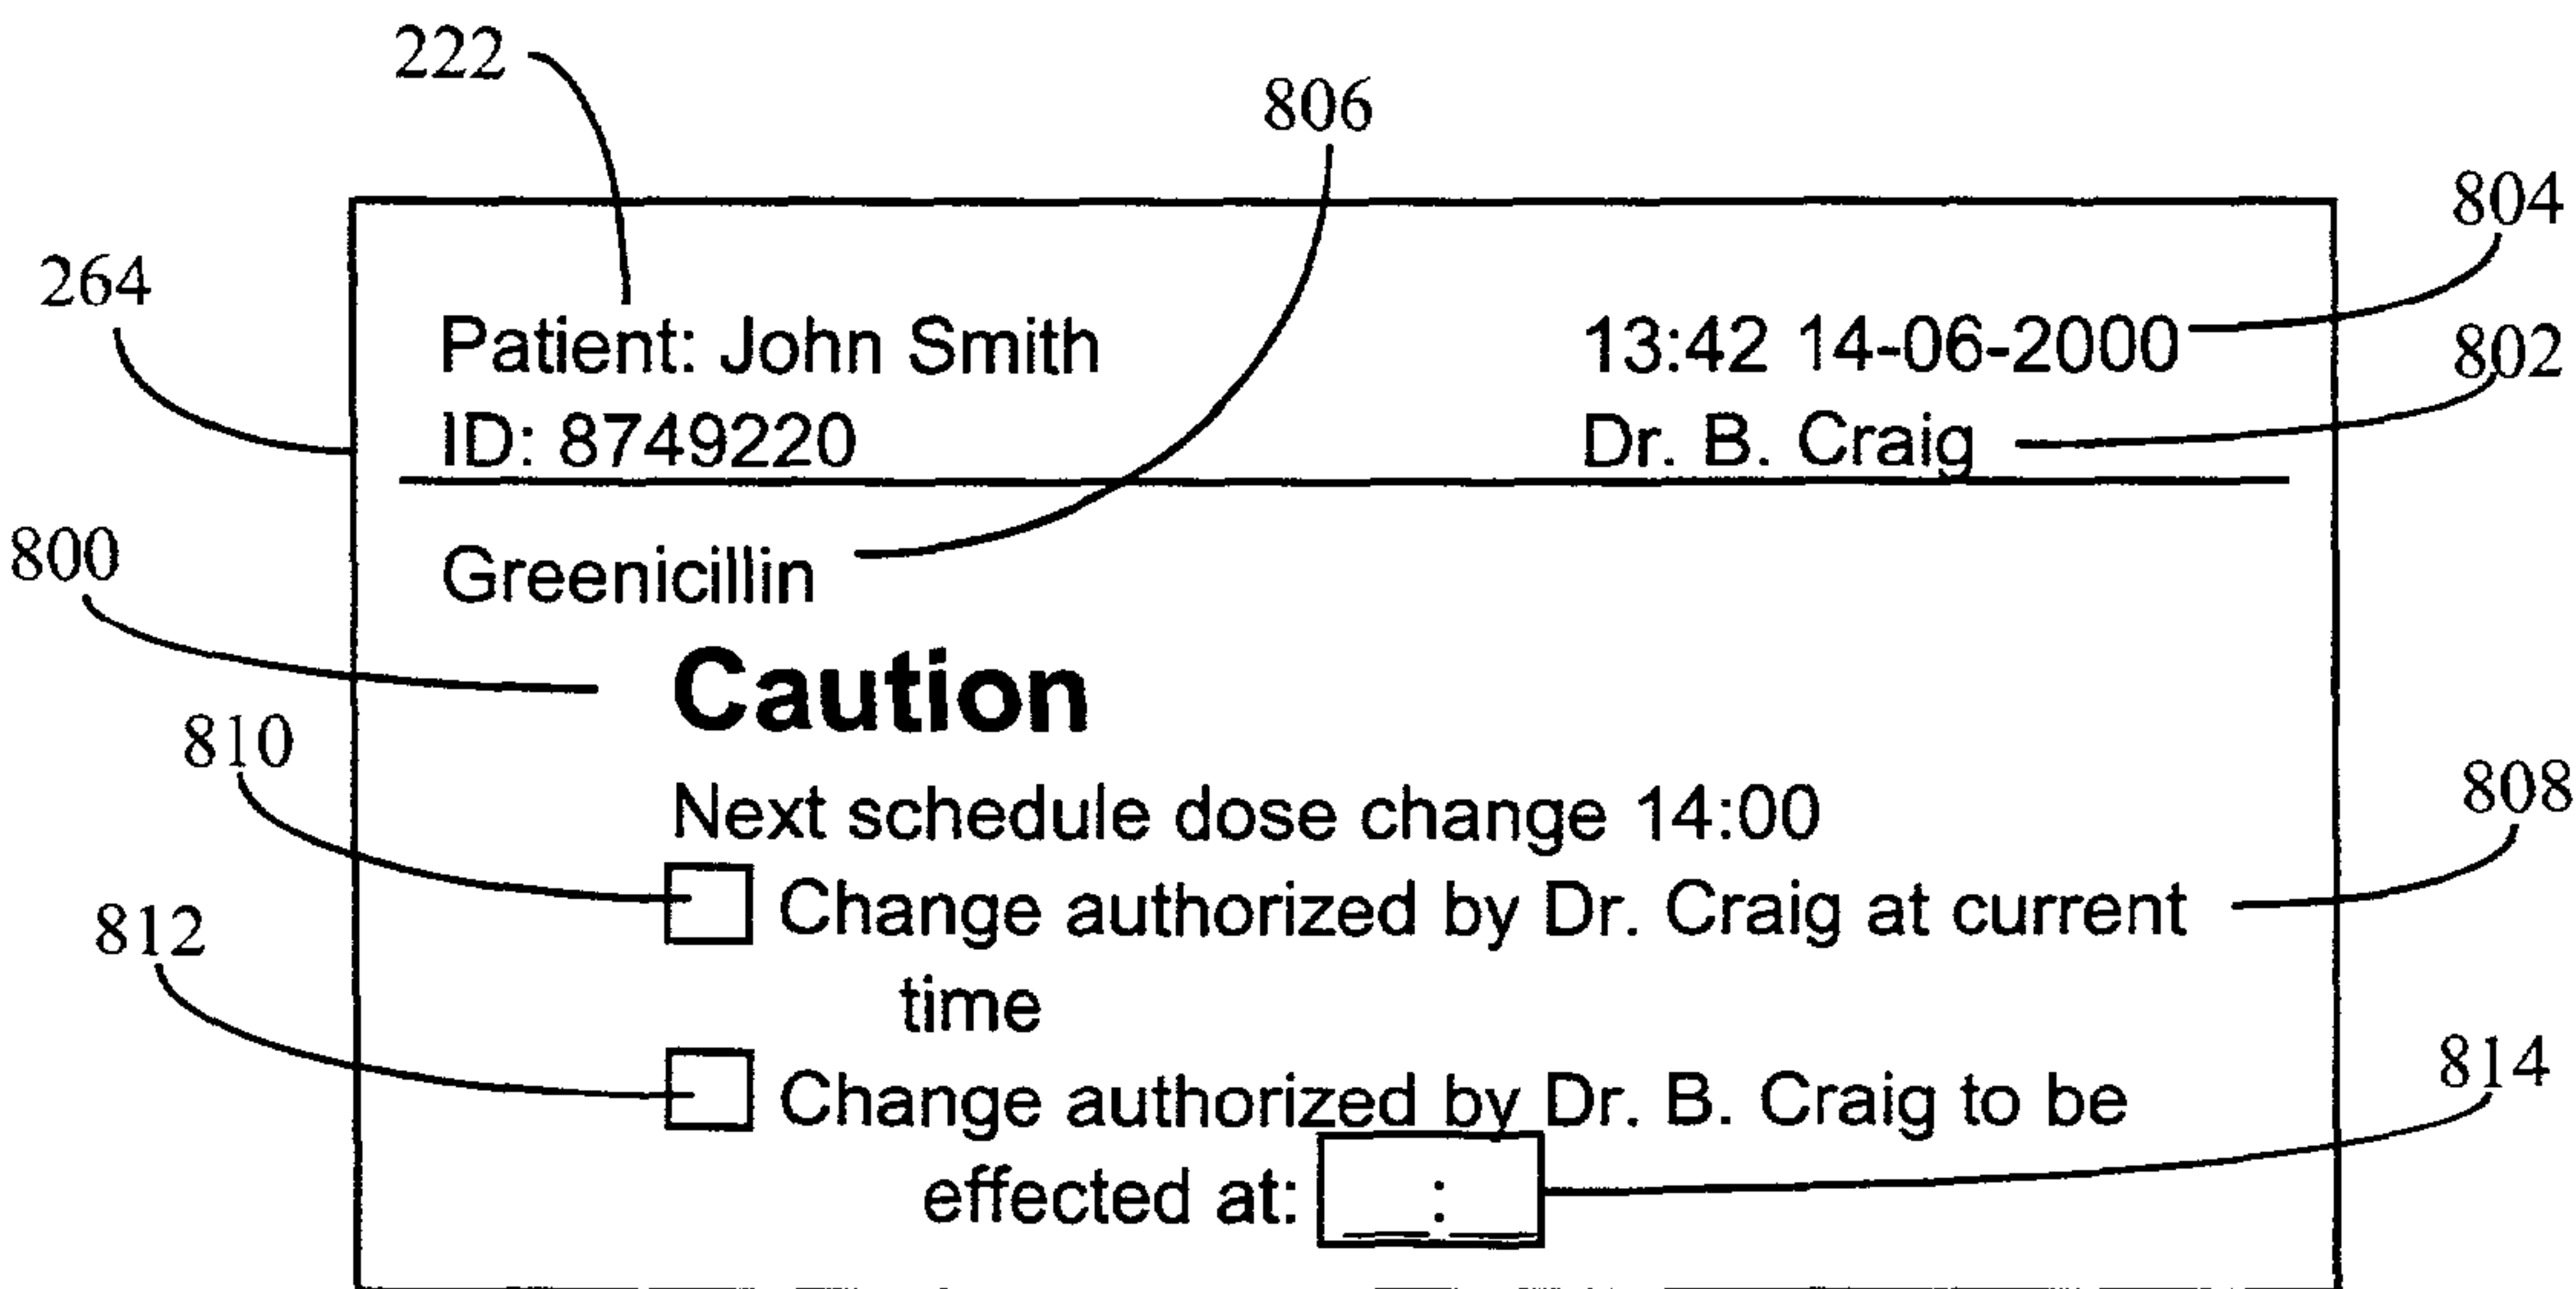 222
806
804
264
Patient: John Smith
13:42 14-06-2000
802
ID: 8749220
Dr. B. Craig
800
Greenicillin
Caution
810
Next schedule dose change 14:00
808
Change authorized by Dr. Craig at current
812
time
Change authorized by Dr. B. Craig to be
814
effected at: __:__